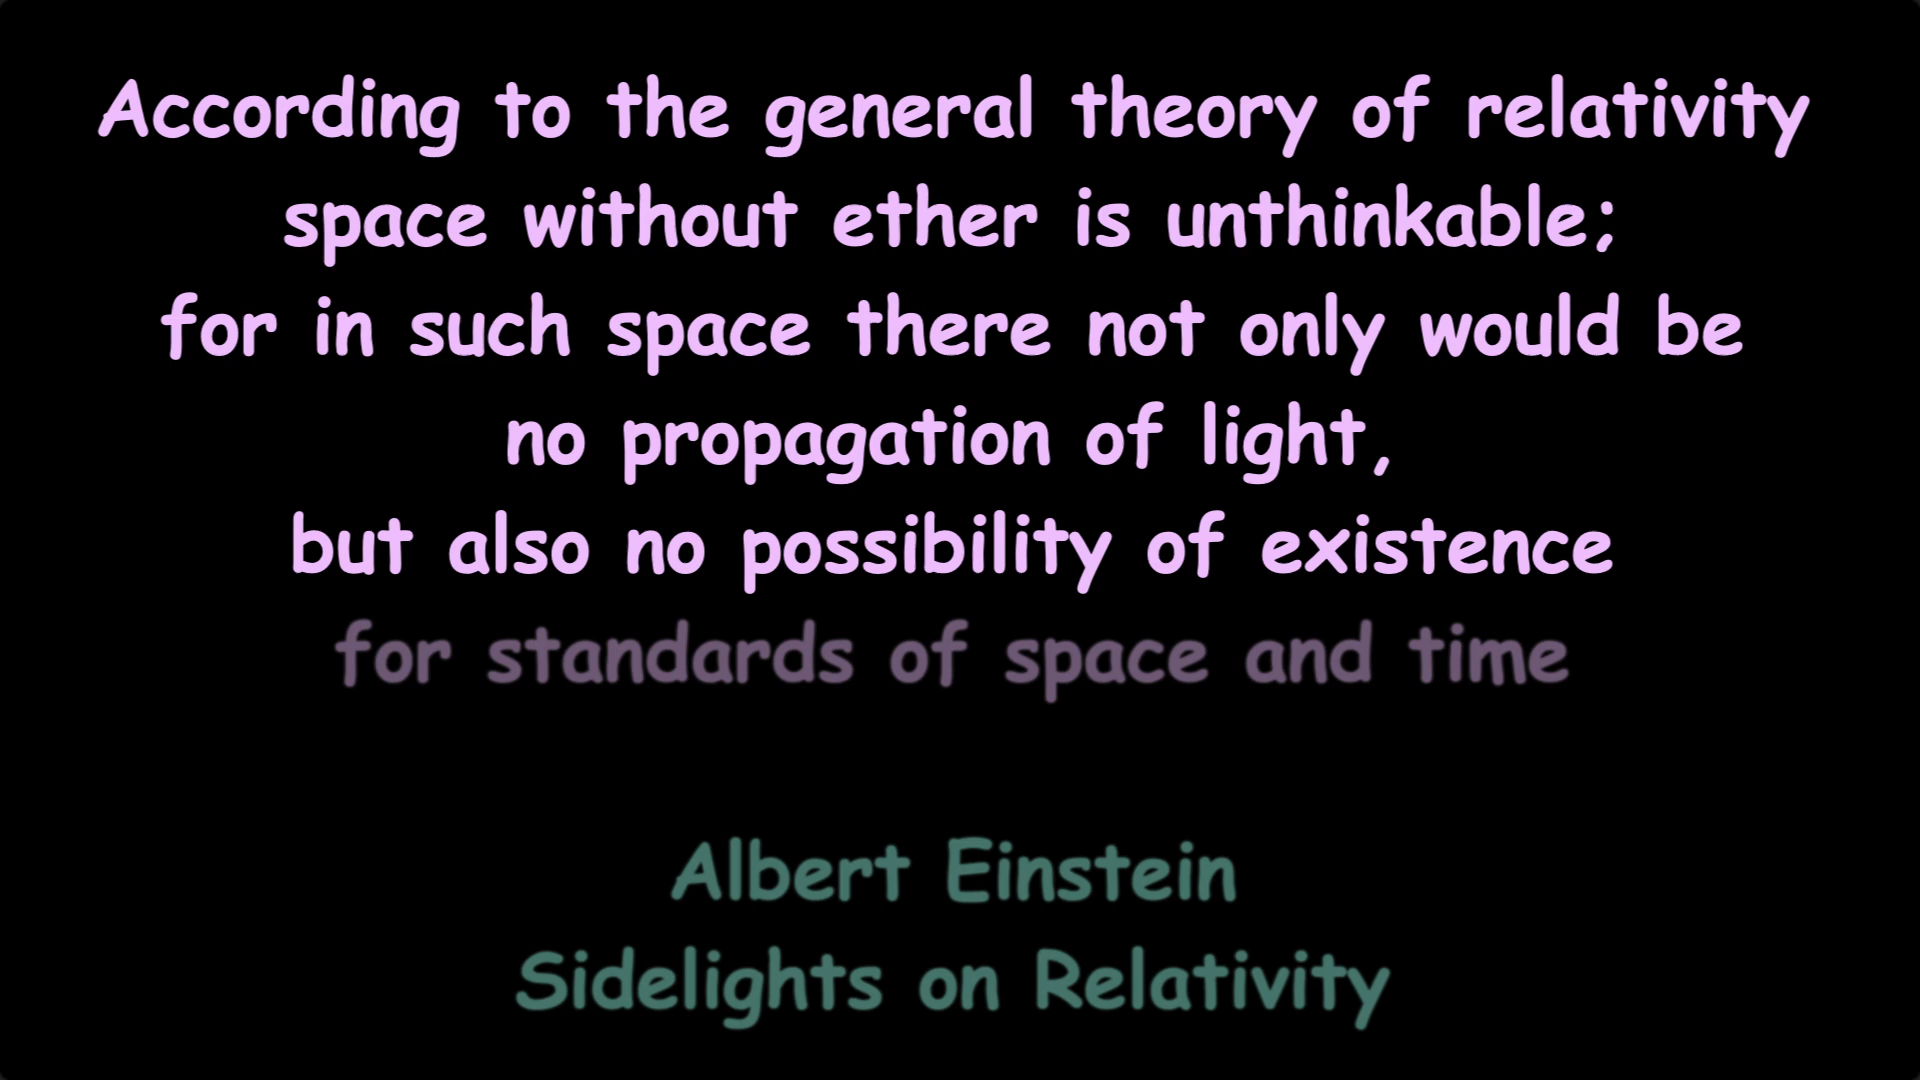 According to the general theory of relativity
space without ether is unthinkable;
for in such space there not only would be
no propagation of light,
but also no possibility of existence
for standards of space and time
Albert Einstein
Sidelights on Relativity